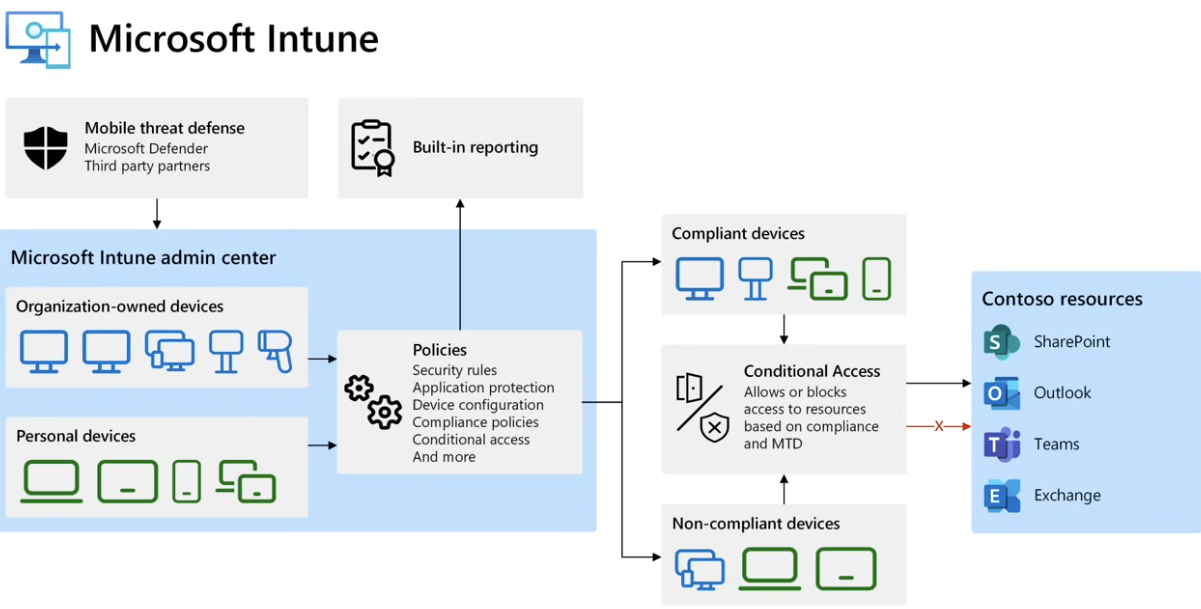 Microsoft Intune
Mobile threat defense
Microsoft Defender
Third party partners
Built-in reporting
Microsoft Intune admin center
Organization-owned devices
Personal devices
Policies
Security rules
Application protection
Device configuration
Compliance policies
Conditional access
And more
Compliant devices
Conditional Access
Allows or blocks
access to resources
based on compliance
and MTD
X
Non-compliant devices
Contoso resources
S
SharePoint
O
Outlook
T
Teams
E
Exchange